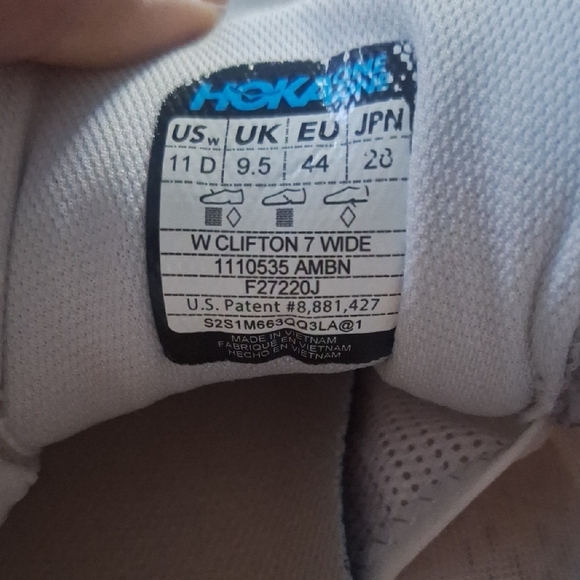 HOKA ONE ONE
USw UK EU JPN
11 D 9.5 44 28
W CLIFTON 7 WIDE
1110535 AMBN
F27220J
U.S. Patent #8,881,427
S2S1M663QQ3LA@1
MADE IN VIETNAM
FABRIQUE EN VIETNAM
HECHO EN VIETNAM